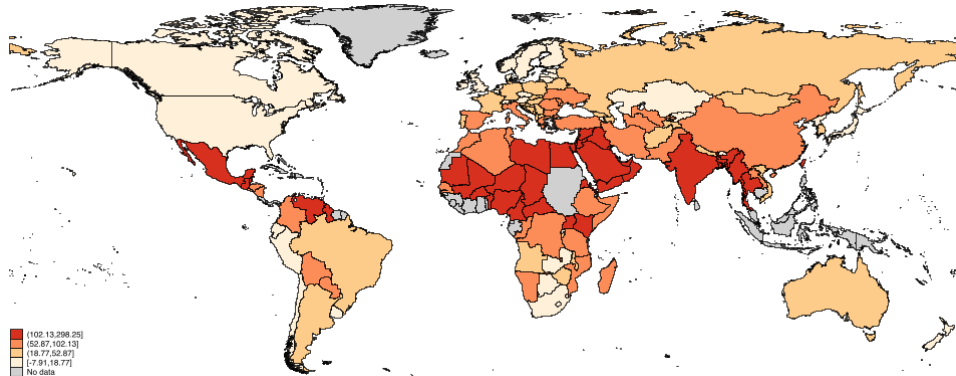 (102.13,298.25]
(52.87,102.13]
(18.77,52.87]
[-7.91,18.77]
No data